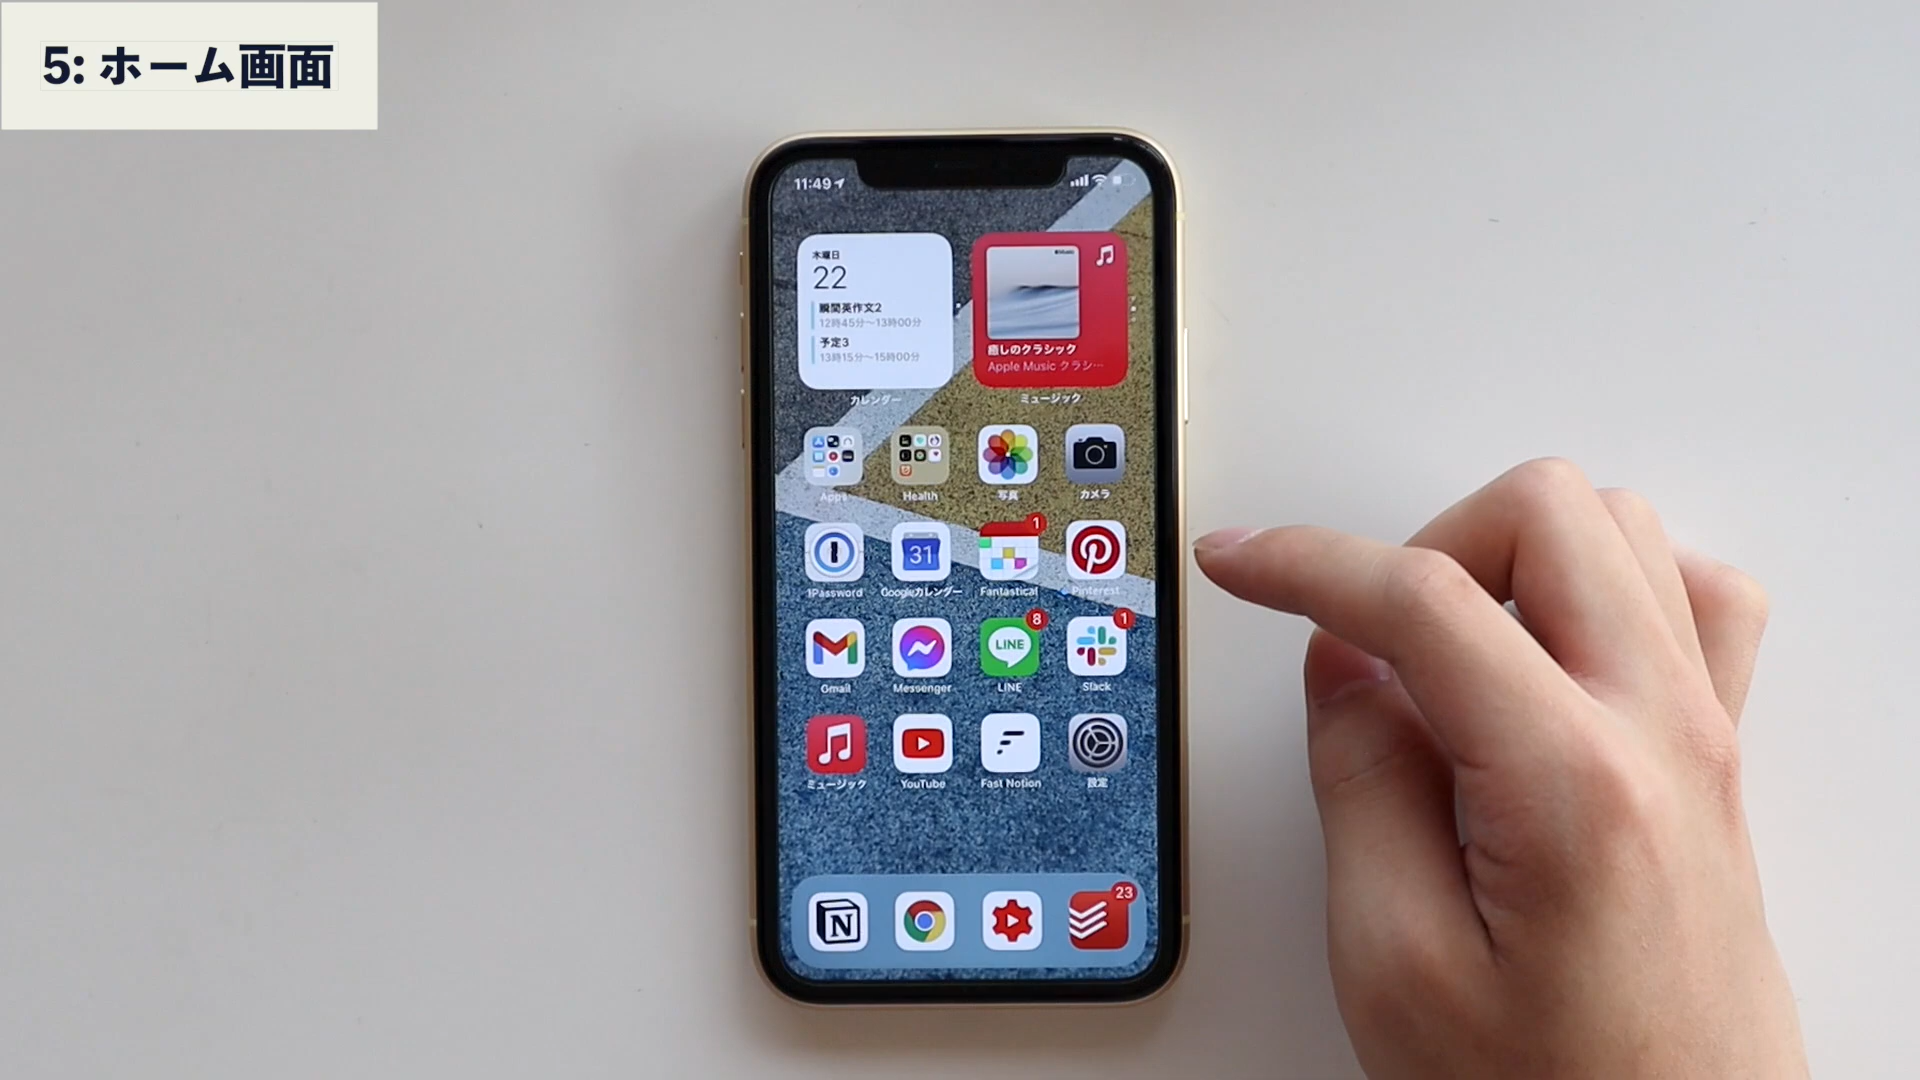 5: ホーム画面
11:49
木曜日
22
瞬間英作文2
12時45分～13時00分
予定3
13時15分～15時00分
カレンダー
癒しのクラシック
Apple Music クラシ…
ミュージック
Apps
Health
写真
カメラ
31
1
1Password
Googleカレンダー
Fantastical
Pinterest
8
1
LINE
Gmail
Messenger
LINE
Slack
ミュージック
YouTube
Fast Notion
設定
23